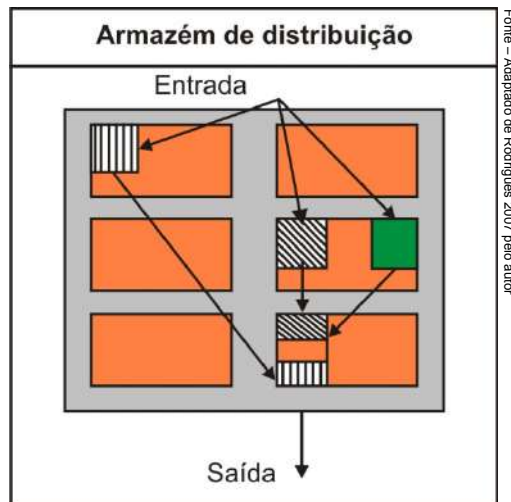 Armazém de distribuição
Entrada
Saída
Fonte – Adaptado de Rodrigues 2007 pelo autor